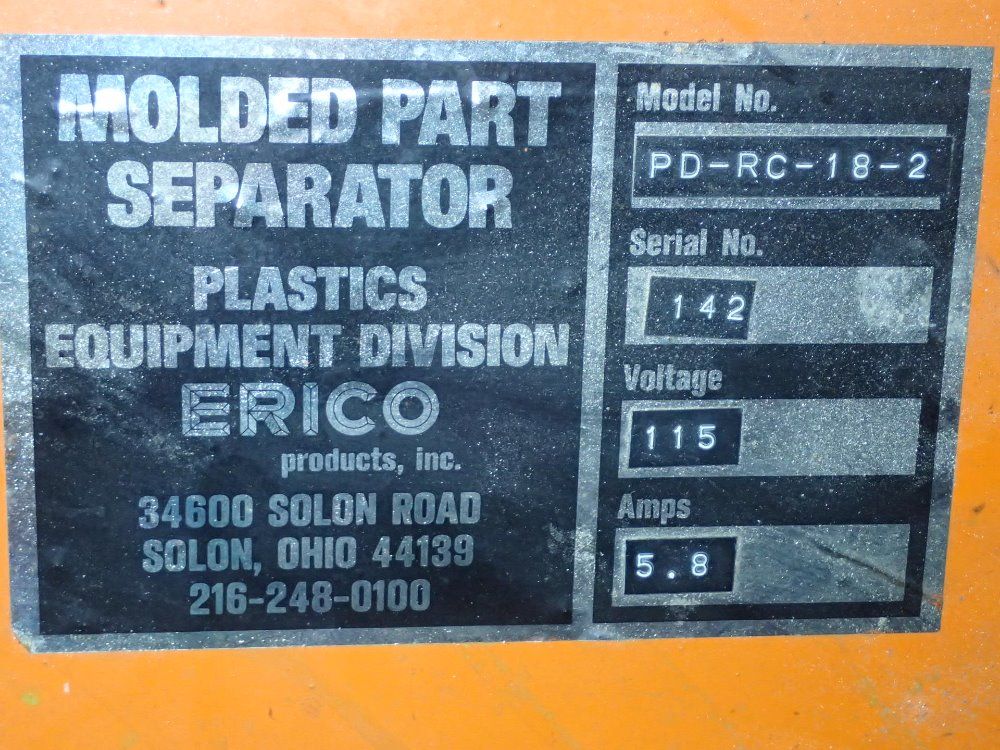 MOLDED PART
SEPARATOR
PLASTICS
EQUIPMENT DIVISION
ERICO
products, inc.
34600 SOLON ROAD
SOLON, OHIO 44139
216-248-0100
Model No.
PD-RC-18-2
Serial No.
142
Voltage
115
Amps
5.8